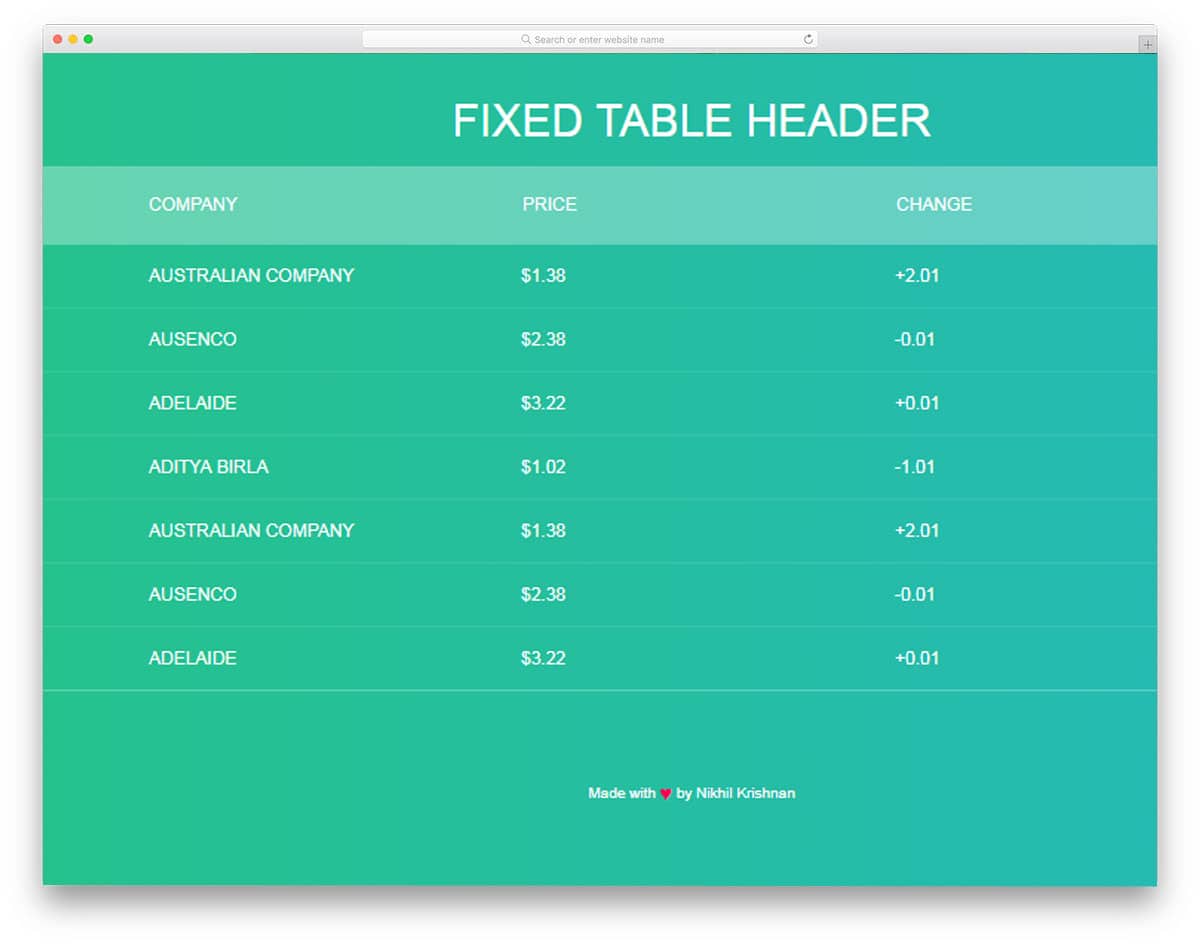 Search or enter website name
FIXED TABLE HEADER
COMPANY PRICE CHANGE
AUSTRALIAN COMPANY $1.38 +2.01
AUSENCO $2.38 -0.01
ADELAIDE $3.22 +0.01
ADITYA BIRLA $1.02 -1.01
AUSTRALIAN COMPANY $1.38 +2.01
AUSENCO $2.38 -0.01
ADELAIDE $3.22 +0.01
Made with ♥ by Nikhil Krishnan